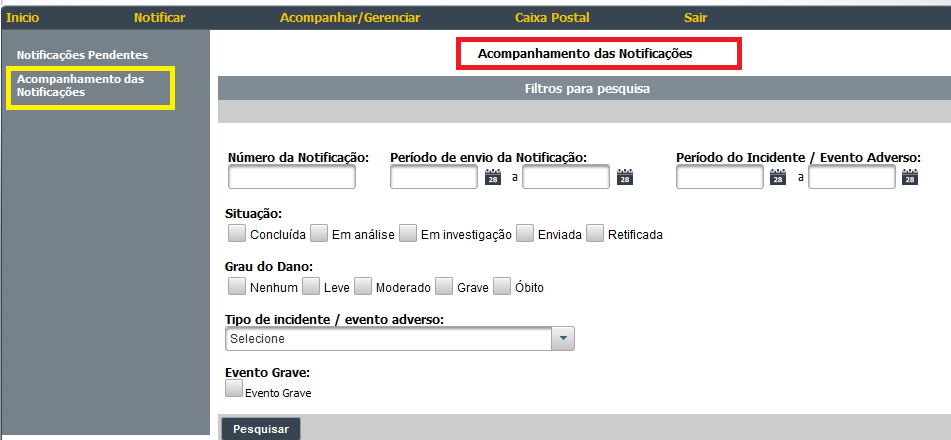 Inicio Notificar Acompanhar/Gerenciar Caixa Postal Sair
Notificações Pendentes
Acompanhamento das
Notificações
Acompanhamento das Notificações
Filtros para pesquisa
Número da Notificação: Período de envio da Notificação: Período do Incidente / Evento Adverso:
28 a 28 28 a 28
Situação:
Concluída Em análise Em investigação Enviada Retificada
Grau do Dano:
Nenhum Leve Moderado Grave Óbito
Tipo de incidente / evento adverso:
Selecione
Evento Grave:
Evento Grave
Pesquisar